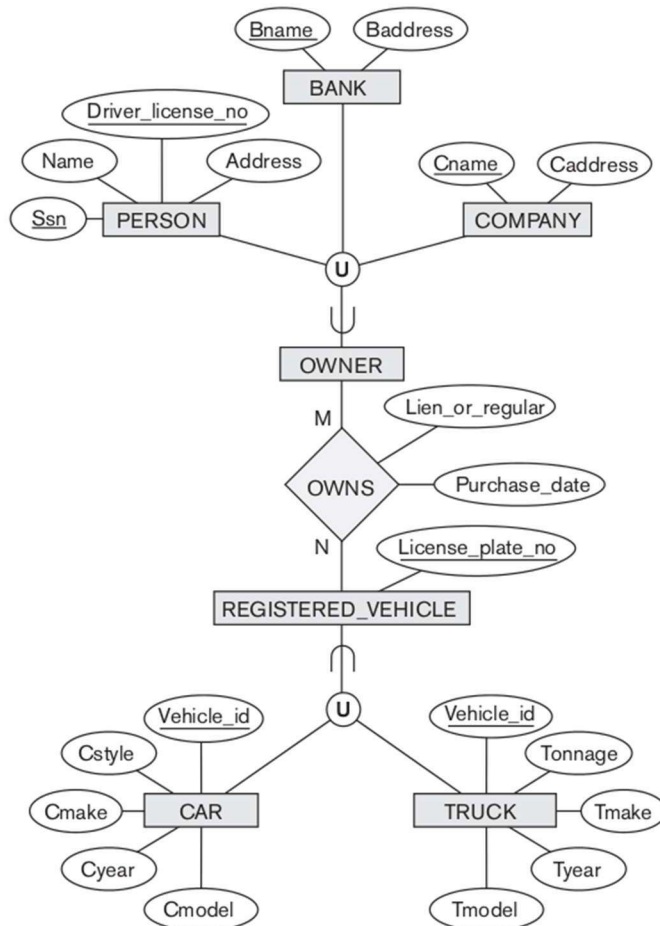 Bname Baddress
BANK
Driver_license_no
Name Address
Cname Caddress
Ssn PERSON COMPANY
U
OWNER
M Lien_or_regular
OWNS Purchase_date
N License_plate_no
REGISTERED_VEHICLE
U
Vehicle_id Vehicle_id
Cstyle Tonnage
Cmake CAR TRUCK Tmake
Cyear Tyear
Cmodel Tmodel